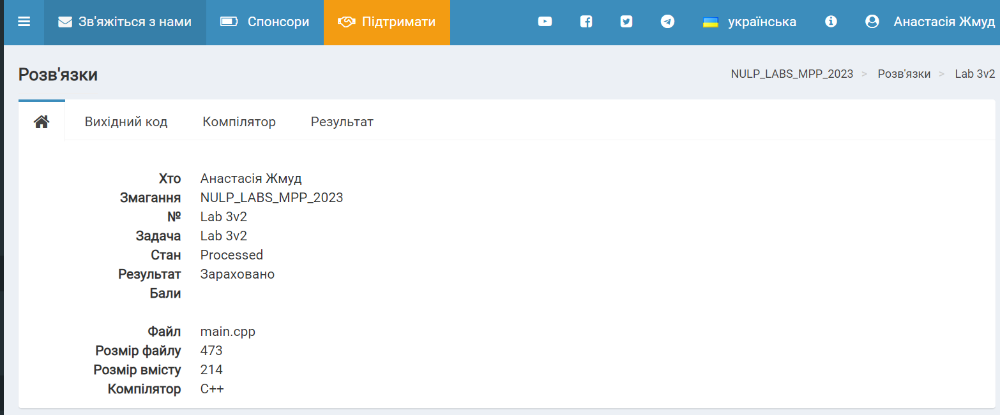 Зв'яжіться з нами Спонсори Підтримати українська Анастасія Жмуд
Розв'язки
NULP_LABS_MPP_2023 > Розв'язки > Lab 3v2
Вихідний код Компілятор Результат
Хто Анастасія Жмуд
Змагання NULP_LABS_MPP_2023
№ Lab 3v2
Задача Lab 3v2
Стан Processed
Результат Зараховано
Бали
Файл main.cpp
Розмір файлу 473
Розмір вмісту 214
Компілятор C++